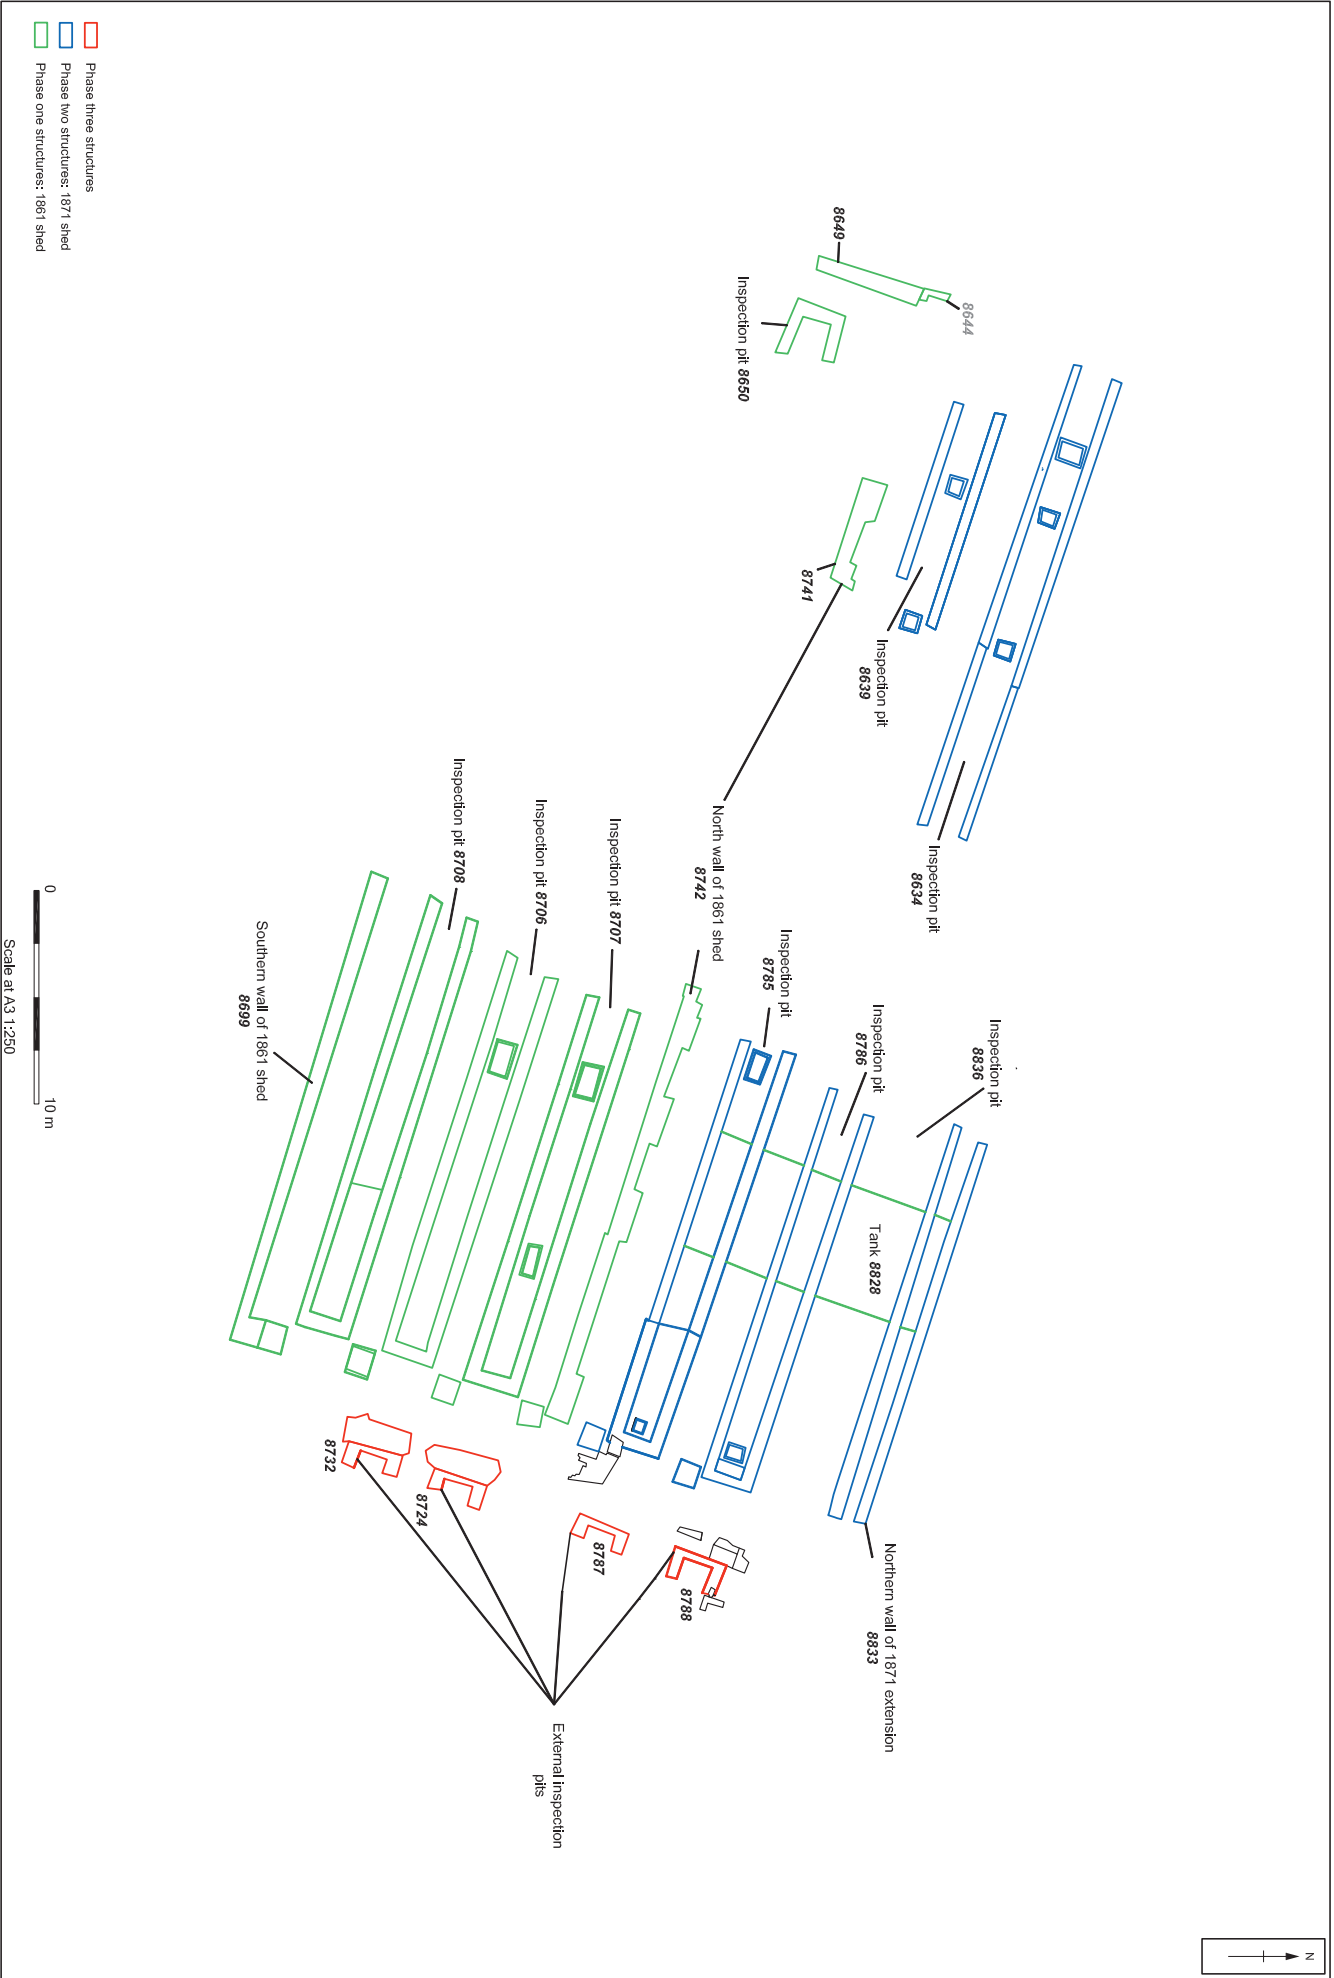 N
8644
8649
Inspection pit 8650
8741
Inspection pit
8639
Inspection pit
8634
North wall of 1861 shed
8742
Inspection pit
8836
Inspection pit
8786
Inspection pit
8785
Tank 8828
Inspection pit 8707
Inspection pit 8706
Inspection pit 8708
Southern wall of 1861 shed
8699
Northern wall of 1871 extension
8833
8788
8787
8724
8732
External inspection
pits
Phase three structures
Phase two structures: 1871 shed
Phase one structures: 1861 shed
0
10 m
Scale at A3 1:250